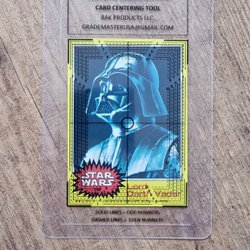 CARD CENTERING TOOL
BAK PRODUCTS LLC.
GRADEMASTERUSA@GMAIL.COM
STAR
WARS
Lord
Darth Vader
SOLID LINES = ODD NUMBERS
DASHED LINES = EVEN NUMBERS